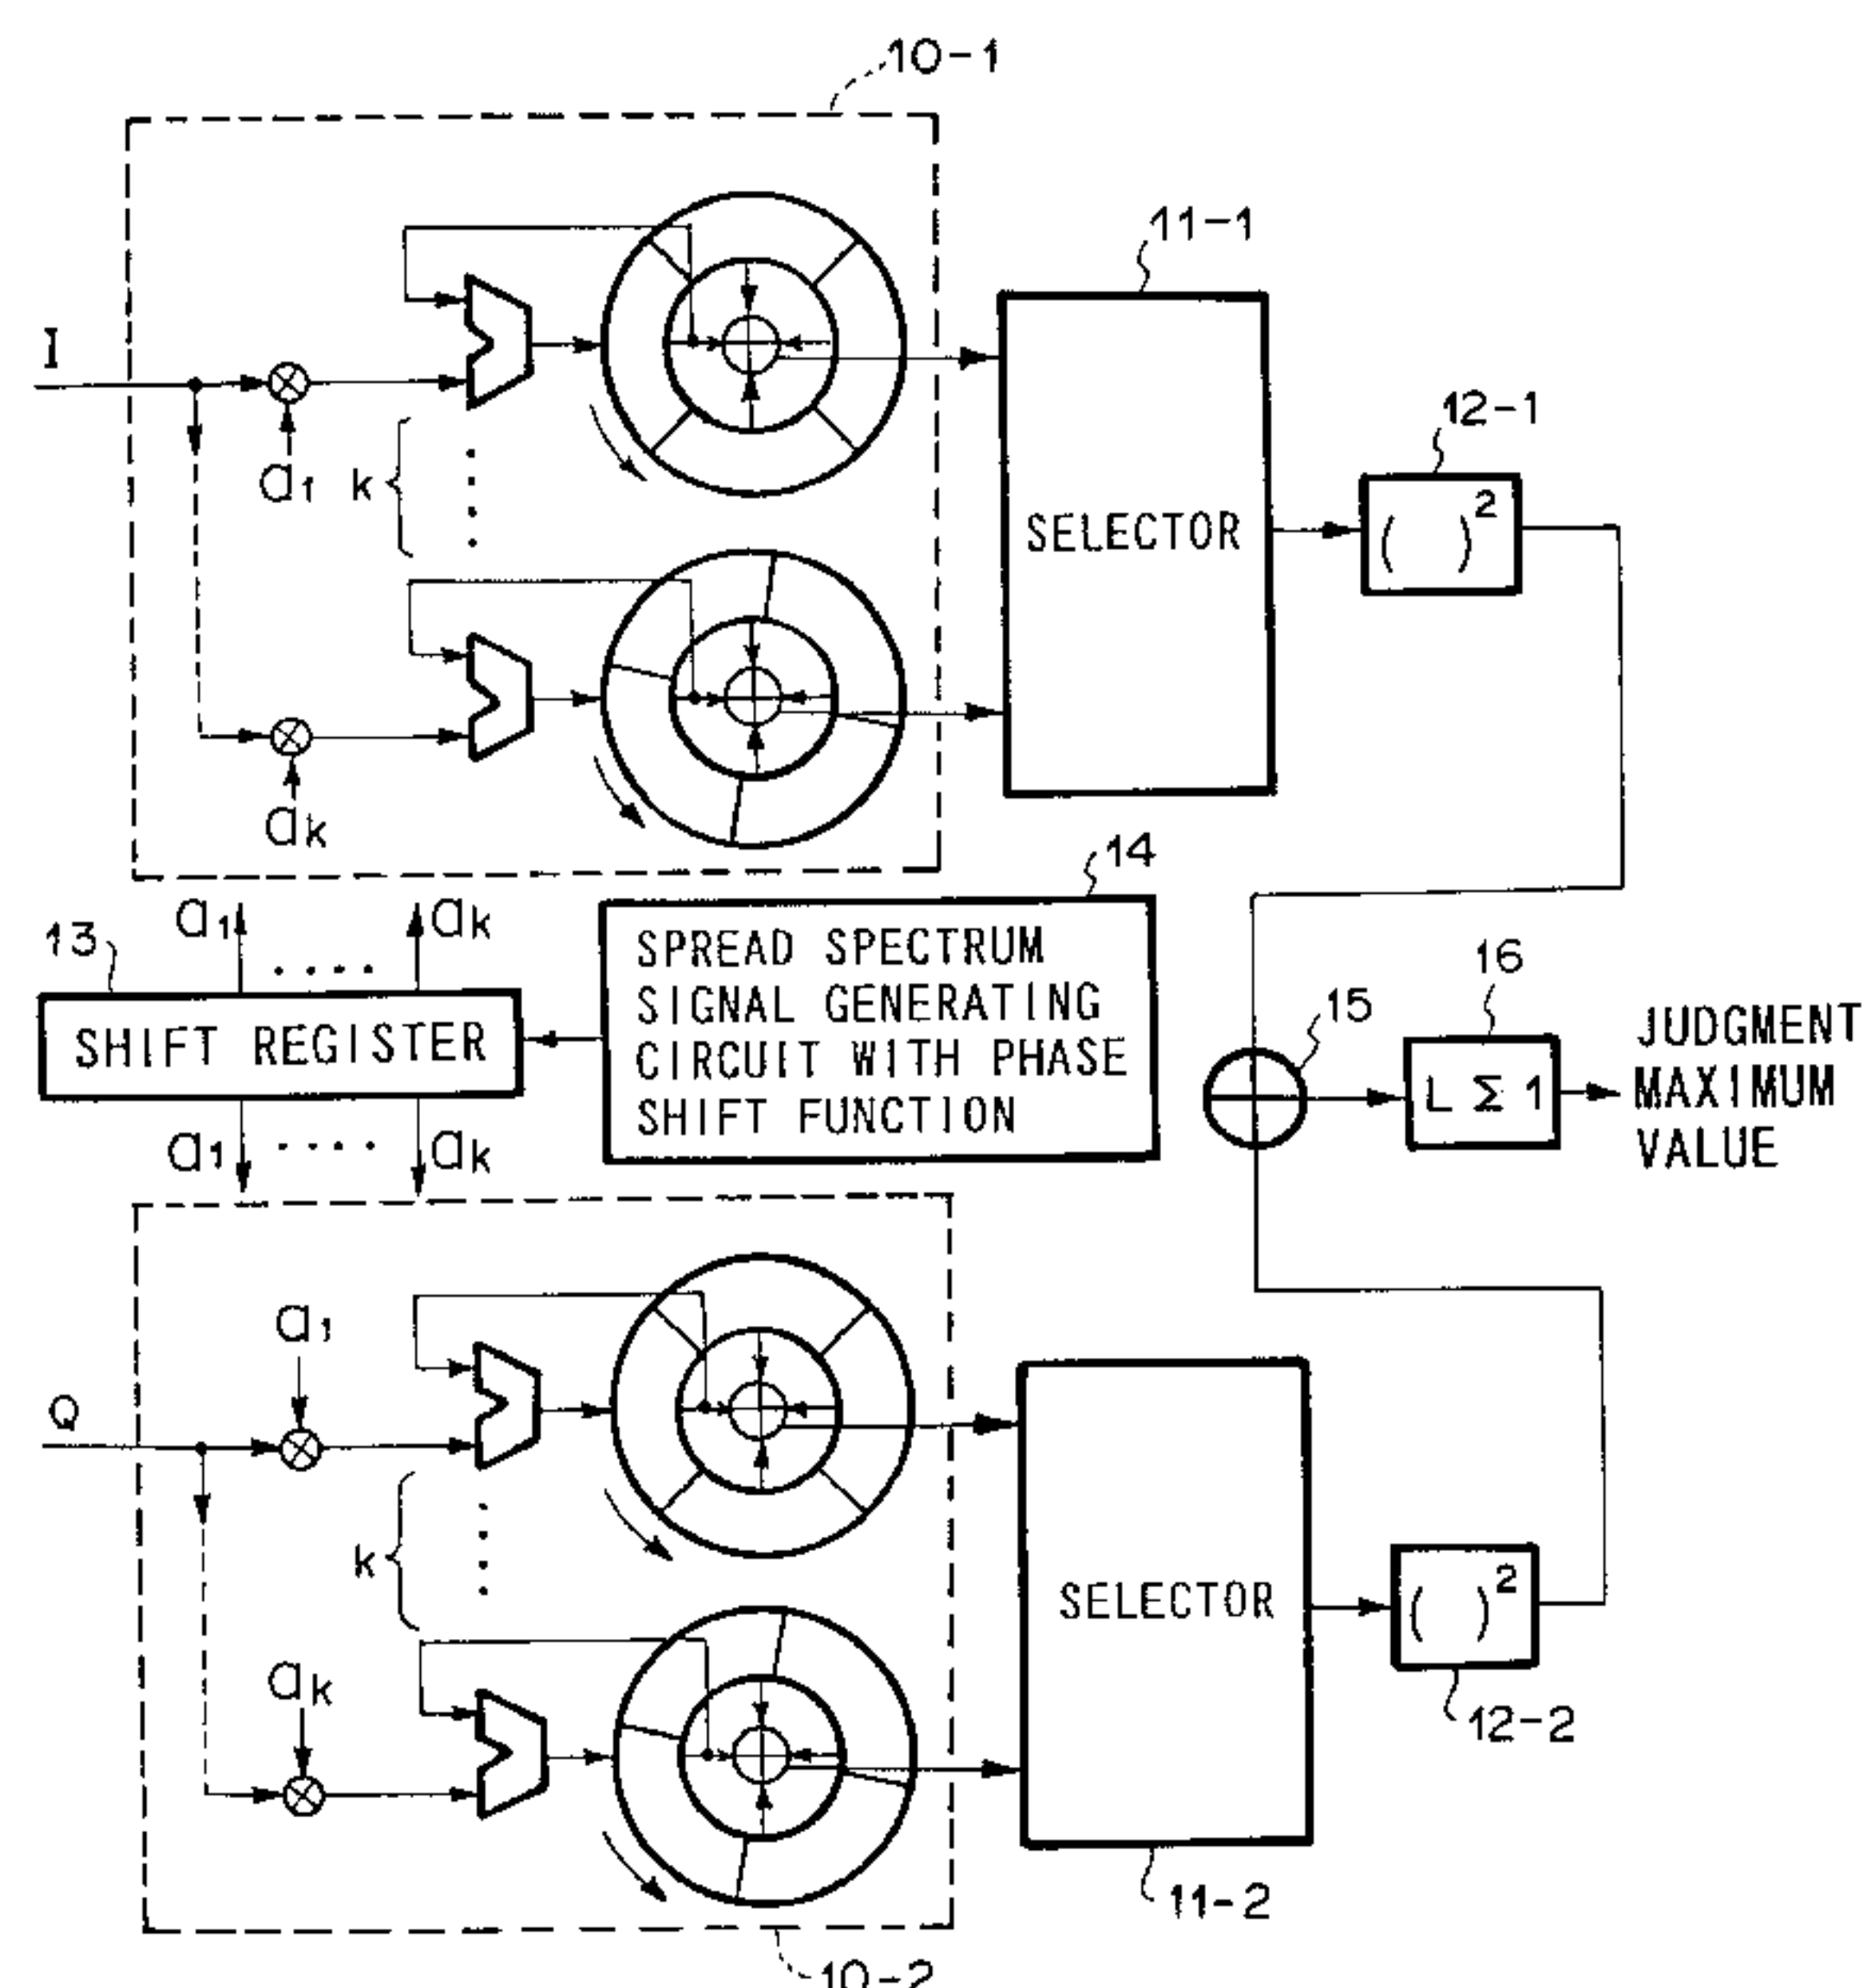 10-1
11-1
I
12-1
a1
k
SELECTOR
( )²
ak
14
a1
ak
13
SPREAD SPECTRUM
SIGNAL GENERATING
CIRCUIT WITH PHASE
SHIFT FUNCTION
SHIFT REGISTER
15
16
L Σ 1
JUDGMENT
MAXIMUM
VALUE
a1
ak
a1
Q
k
SELECTOR
( )²
ak
12-2
11-2
10-2